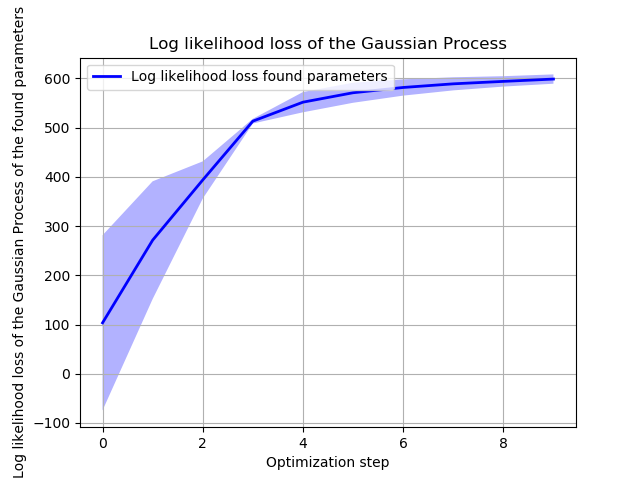 Log likelihood loss of the Gaussian Process
Log likelihood loss found parameters
Log likelihood loss of the Gaussian Process of the found parameters
600
500
400
300
200
100
0
−100
0 2 4 6 8
Optimization step